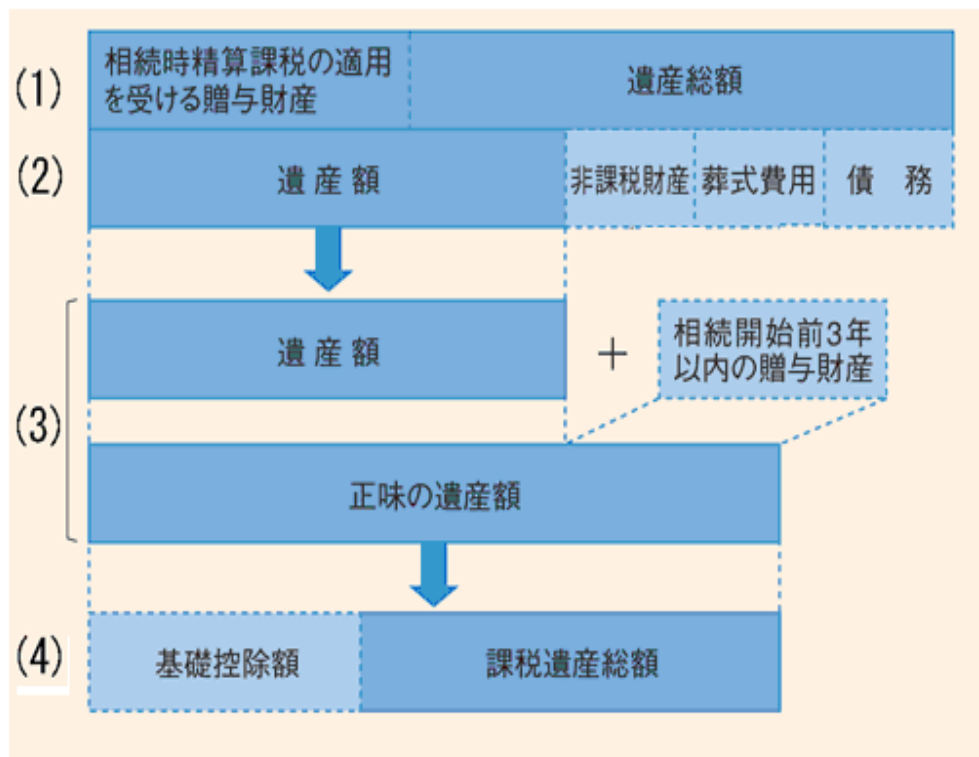 (1)
相続時精算課税の適用
を受ける贈与財産
遺産総額
(2)
遺 産 額
非課税財産
葬式費用
債　務
(3)
遺 産 額
＋
相続開始前3年
以内の贈与財産
正味の遺産額
(4)
基礎控除額
課税遺産総額